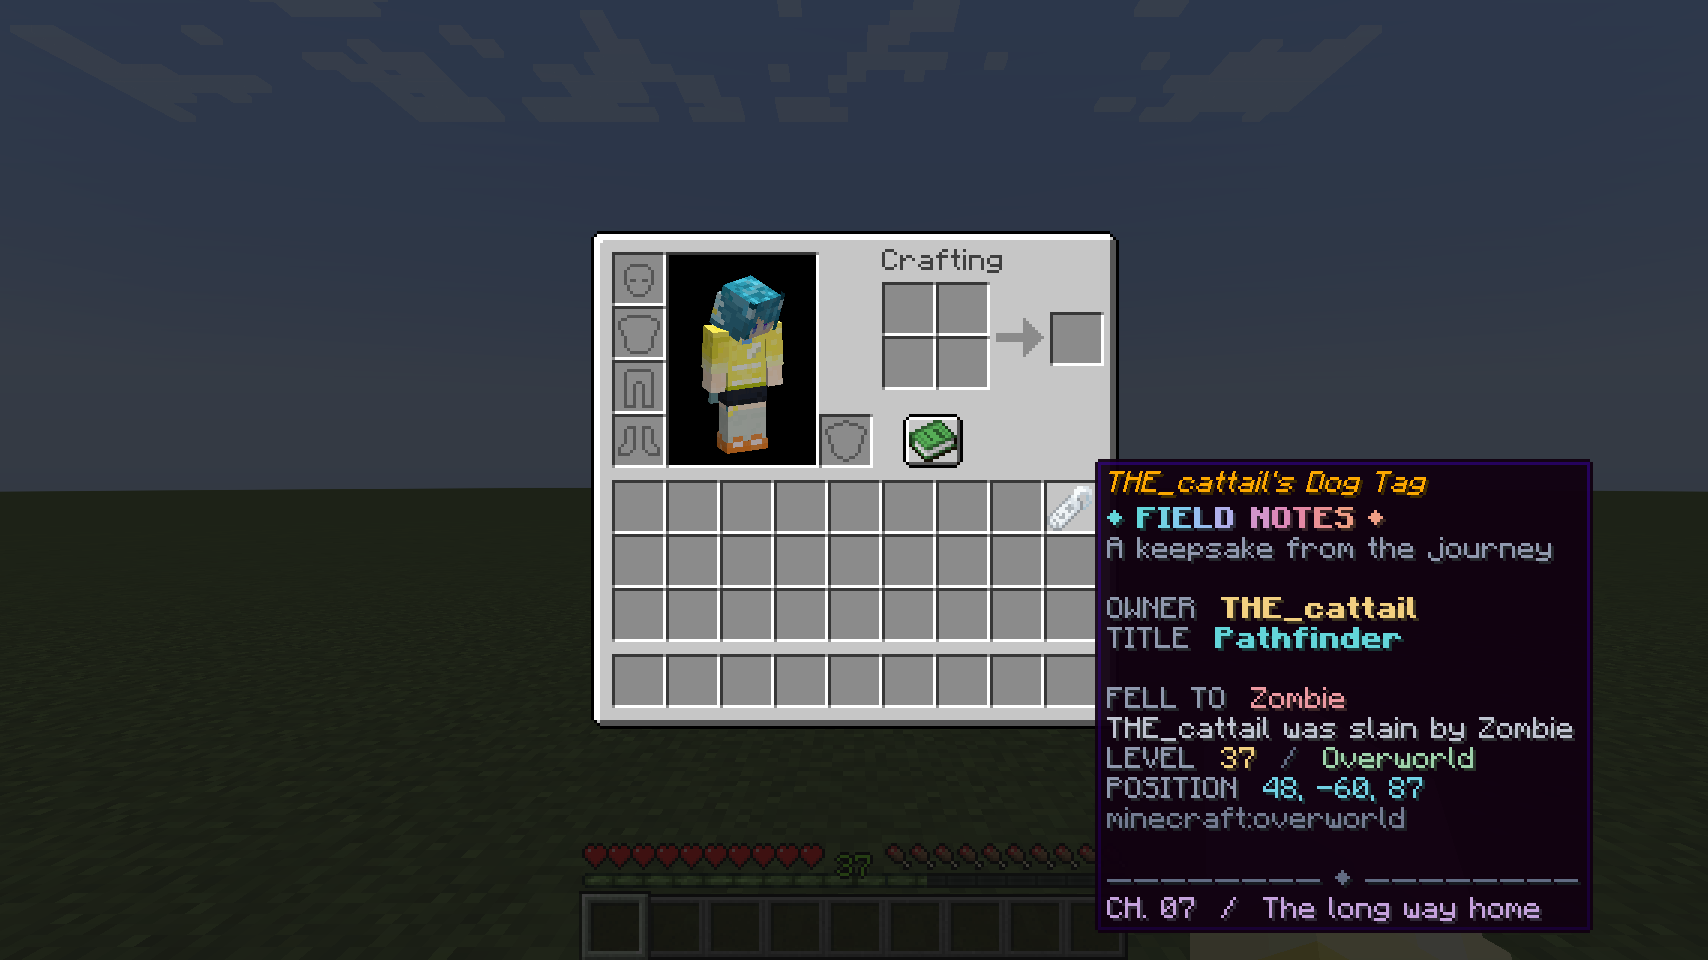 Crafting
THE_cattail's Dog Tag
✦ FIELD NOTES ✦
A keepsake from the journey
OWNER THE_cattail
TITLE Pathfinder
FELL TO Zombie
THE_cattail was slain by Zombie
LEVEL 37 / Overworld
POSITION 48, -60, 87
minecraft:overworld
37
CH. 07 / The long way home